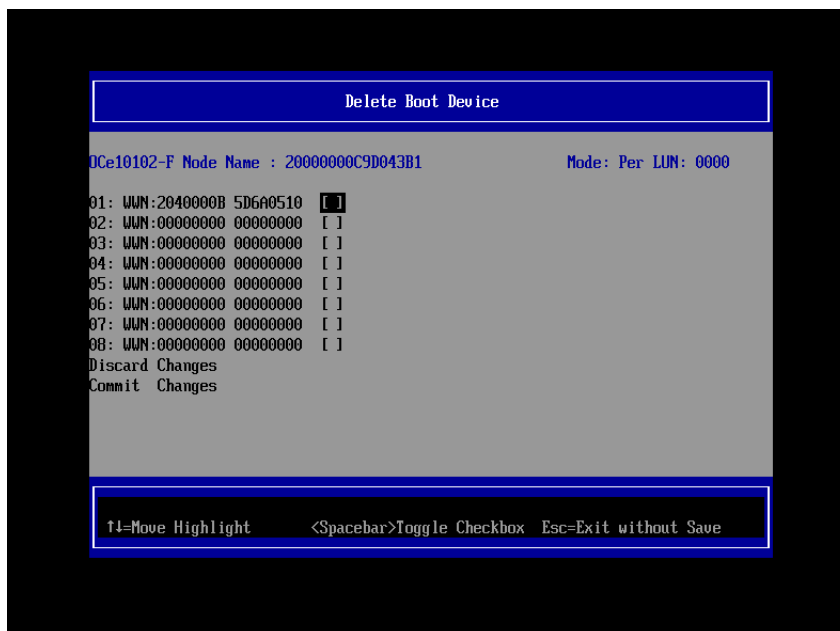 Delete Boot Device
OCe10102-F Node Name : 20000000C9D043B1 Mode: Per LUN: 0000
01: WWN:2040000B 5D6A0510 [ ]
02: WWN:00000000 00000000 [ ]
03: WWN:00000000 00000000 [ ]
04: WWN:00000000 00000000 [ ]
05: WWN:00000000 00000000 [ ]
06: WWN:00000000 00000000 [ ]
07: WWN:00000000 00000000 [ ]
08: WWN:00000000 00000000 [ ]
Discard Changes
Commit Changes
↑↓=Move Highlight <Spacebar>Toggle Checkbox Esc=Exit without Save